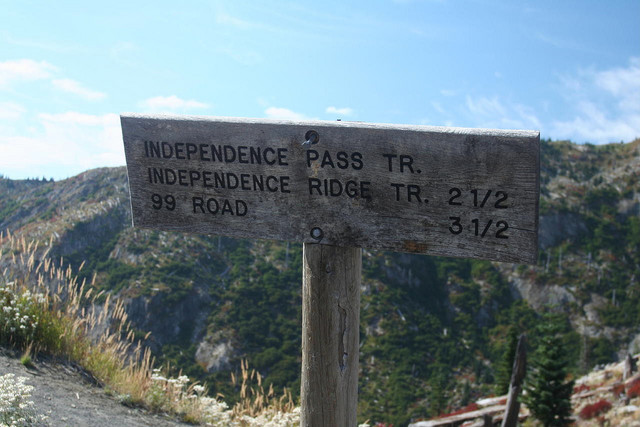 INDEPENDENCE PASS TR.
INDEPENDENCE RIDGE TR. 2 1/2
99 ROAD 3 1/2